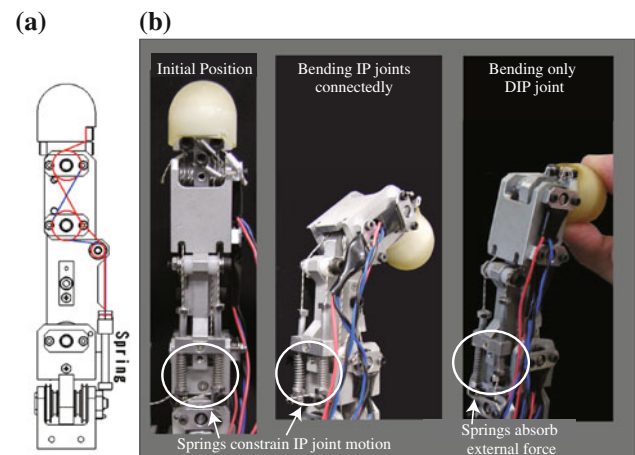 (a)
(b)
Initial Position
Bending IP joints
connectedly
Bending only
DIP joint
Spring
Springs constrain IP joint motion
Springs absorb
external force